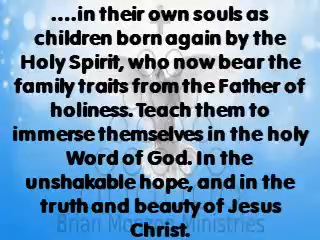 ....in their own souls as
children born again by the
Holy Spirit, who now bear the
family traits from the Father of
holiness. Teach them to
immerse themselves in the holy
Word of God. In the
unshakable hope, and in the
truth and beauty of Jesus
Christ.
Ministries